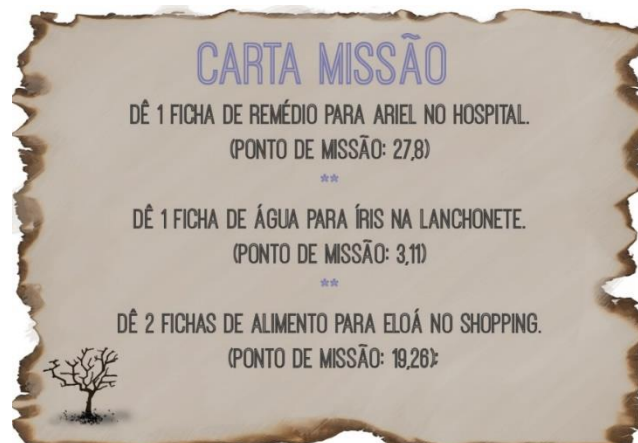 CARTA MISSÃO
DÊ 1 FICHA DE REMÉDIO PARA ARIEL NO HOSPITAL.
(PONTO DE MISSÃO: 27,8)
**
DÊ 1 FICHA DE ÁGUA PARA ÍRIS NA LANCHONETE.
(PONTO DE MISSÃO: 3,11)
**
DÊ 2 FICHAS DE ALIMENTO PARA ELOÁ NO SHOPPING.
(PONTO DE MISSÃO: 19,26):